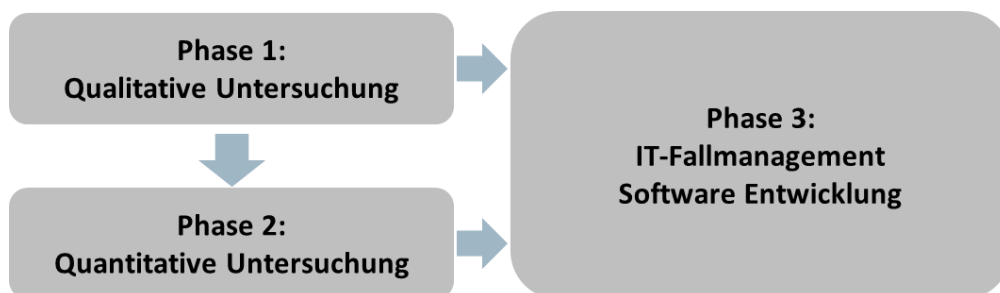 Phase 1:
Qualitative Untersuchung
Phase 2:
Quantitative Untersuchung
Phase 3:
IT-Fallmanagement
Software Entwicklung